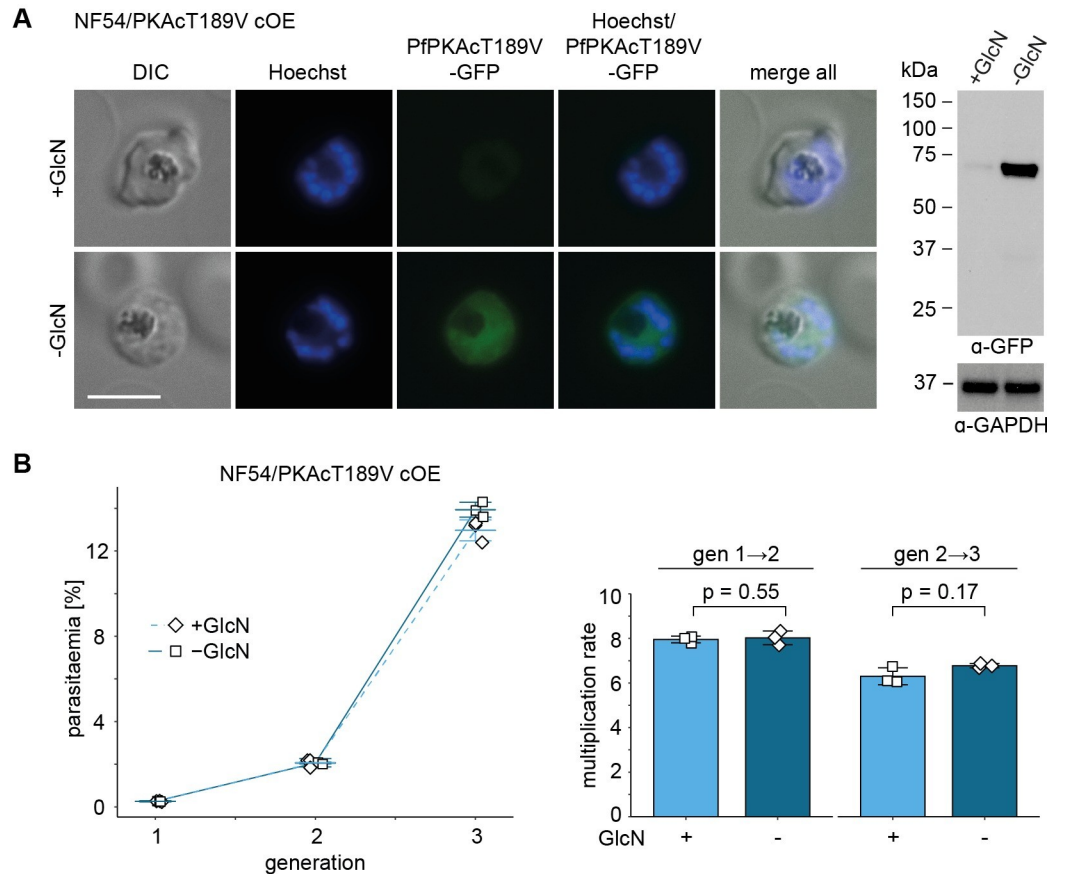 A
NF54/PKAcT189V cOE
DIC
Hoechst
PfPKAcT189V
-GFP
Hoechst/
PfPKAcT189V
-GFP
merge all
kDa
+GlcN
-GlcN
+GlcN
-GlcN
150
100
75
50
37
25
α-GFP
37
α-GAPDH
B
NF54/PKAcT189V cOE
parasitaemia [%]
12
8
4
0
+GlcN
−GlcN
1 2 3
generation
gen 1→2
gen 2→3
p = 0.55
p = 0.17
multiplication rate
10
8
6
4
2
0
GlcN + - + -